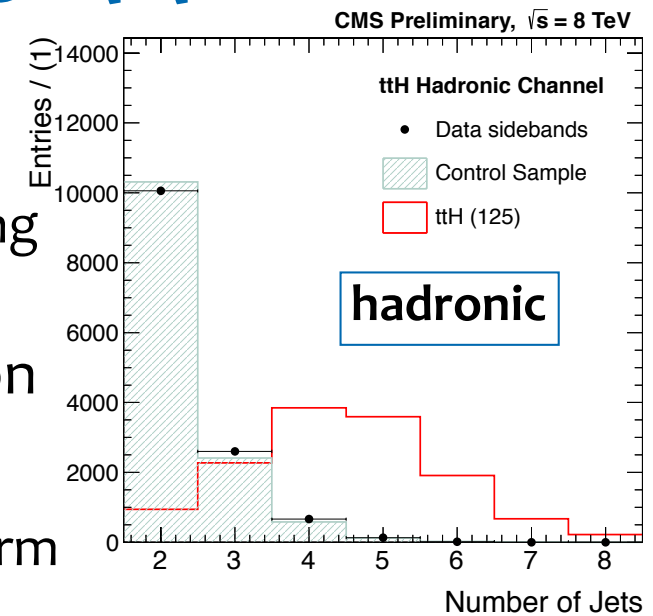 CMS Preliminary, √s = 8 TeV
Entries / (1)
14000
12000
10000
8000
6000
4000
2000
0
ttH Hadronic Channel
Data sidebands
Control Sample
ttH (125)
hadronic
2 3 4 5 6 7 8
Number of Jets